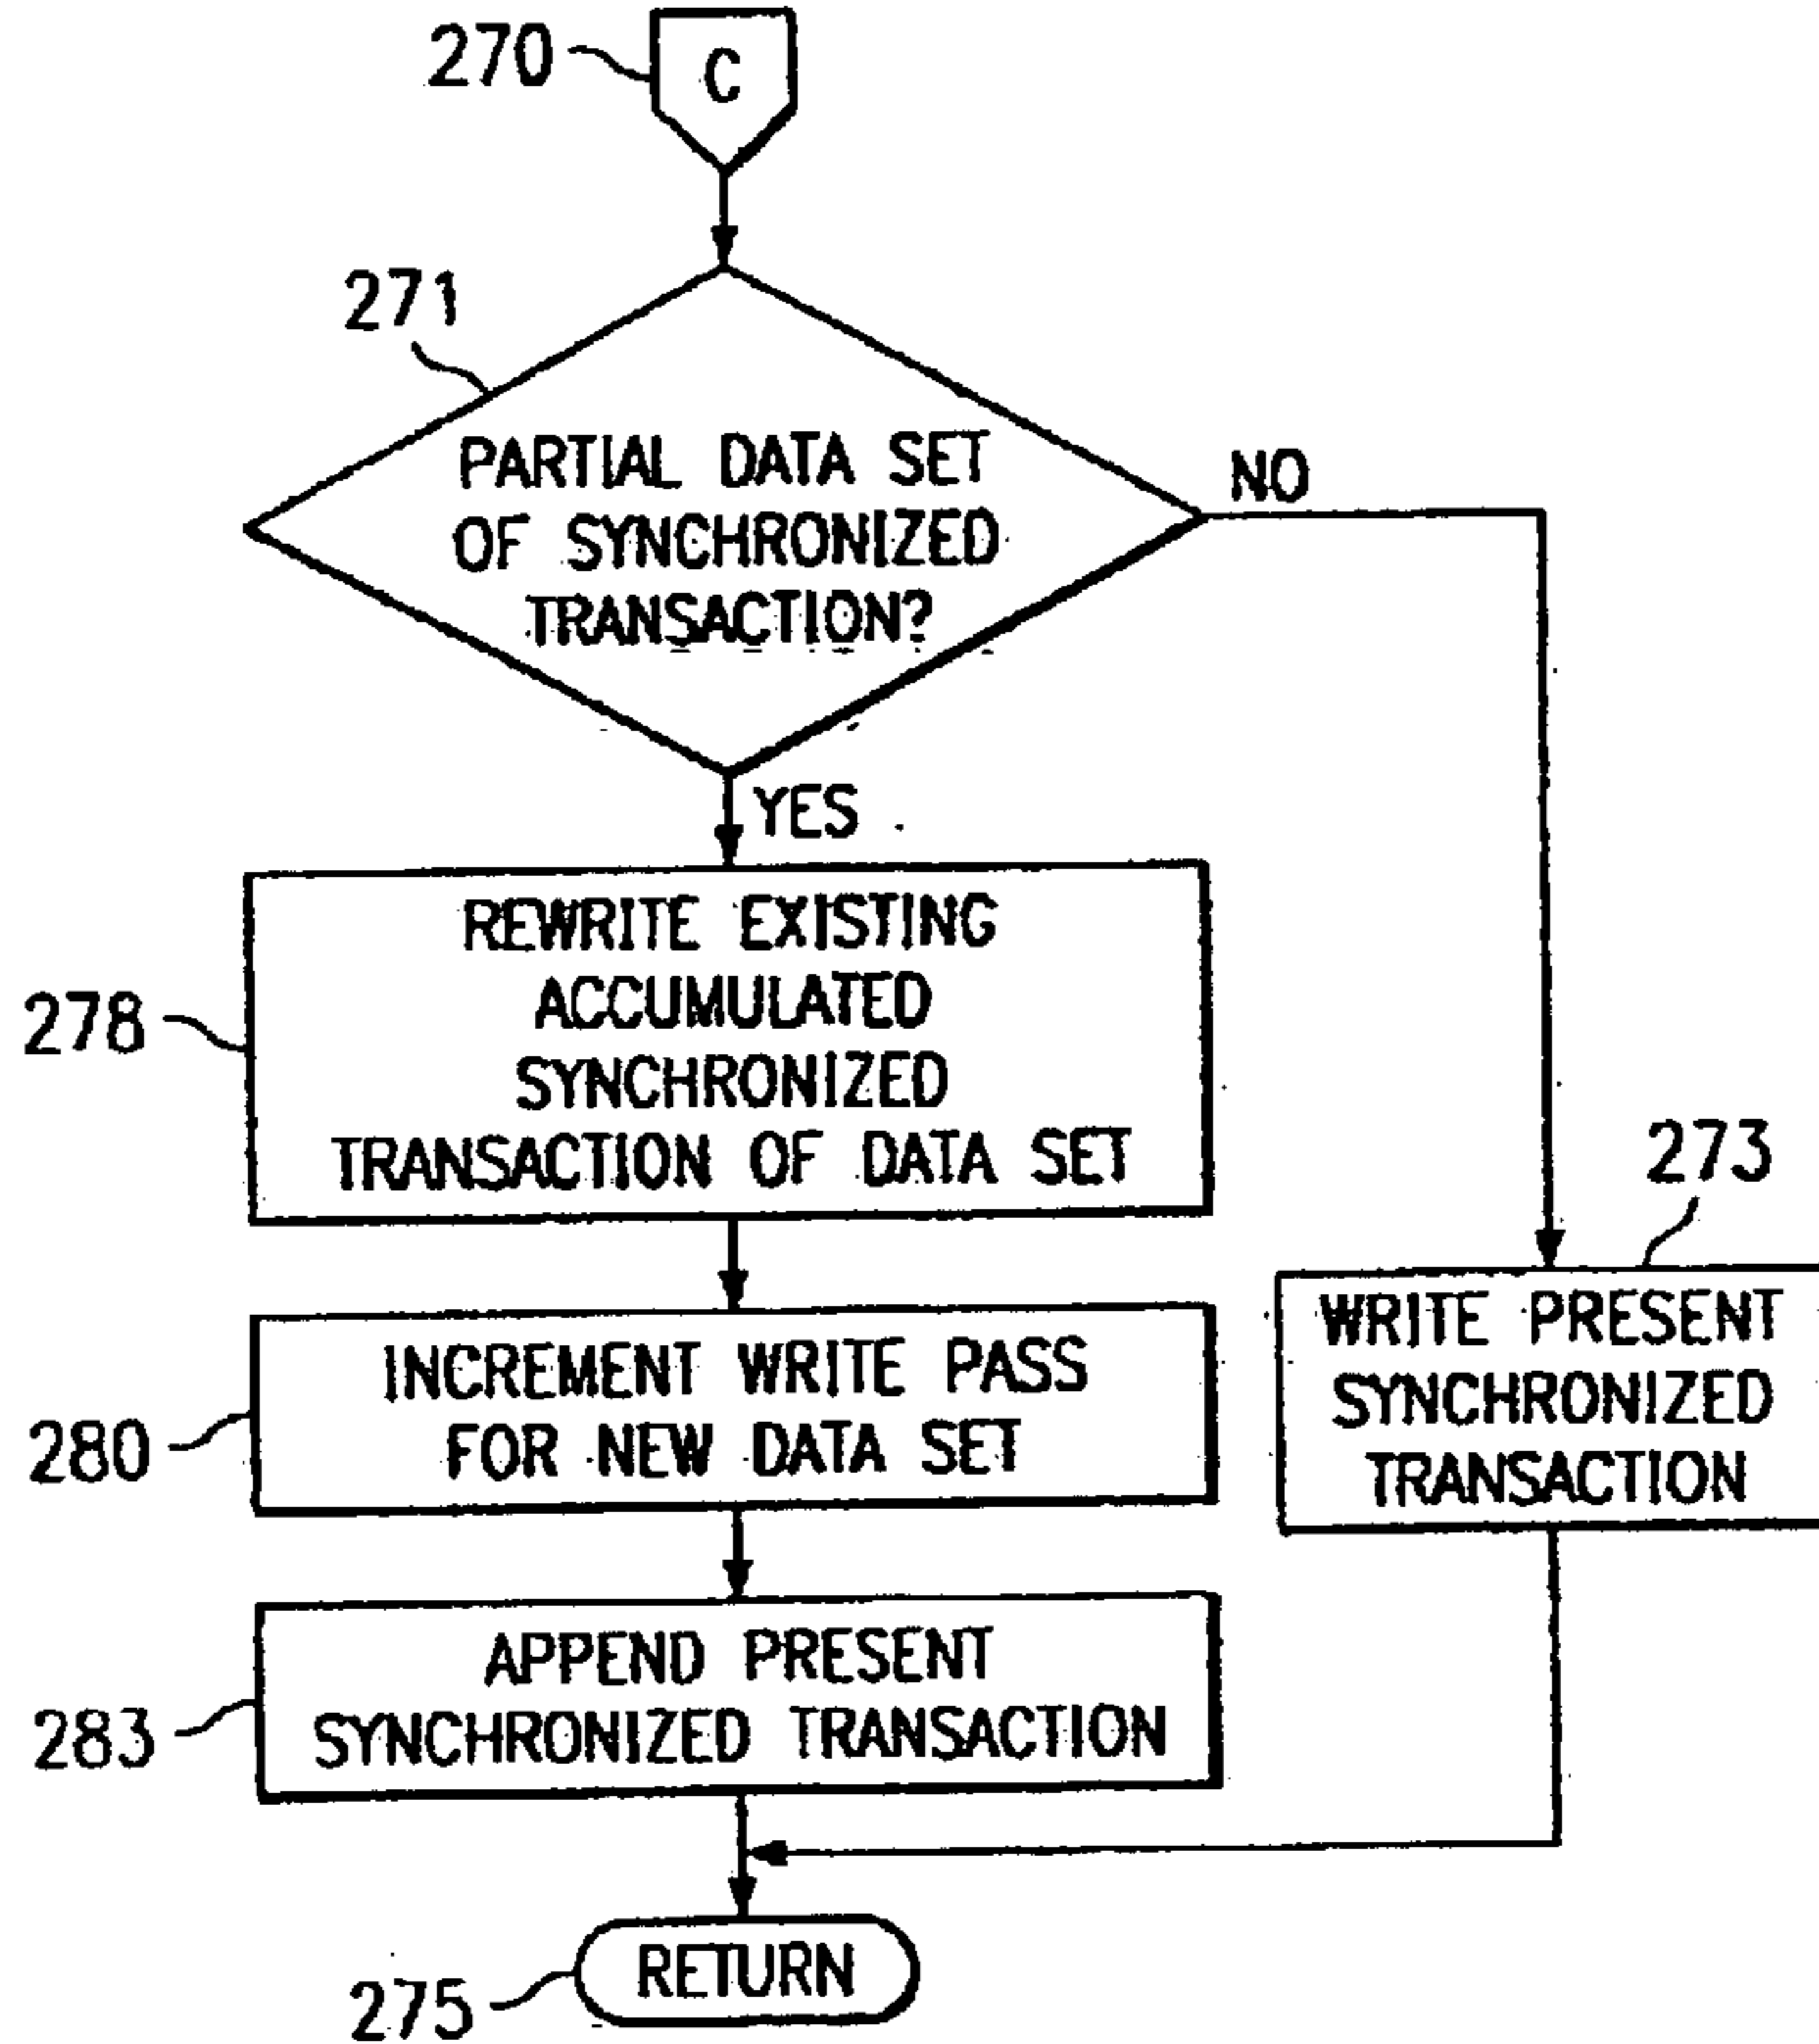 270
C
271
PARTIAL DATA SET
OF SYNCHRONIZED
TRANSACTION?
NO
YES
REWRITE EXISTING
ACCUMULATED
SYNCHRONIZED
TRANSACTION OF DATA SET
278
273
WRITE PRESENT
SYNCHRONIZED
TRANSACTION
INCREMENT WRITE PASS
FOR NEW DATA SET
280
APPEND PRESENT
SYNCHRONIZED TRANSACTION
283
RETURN
275